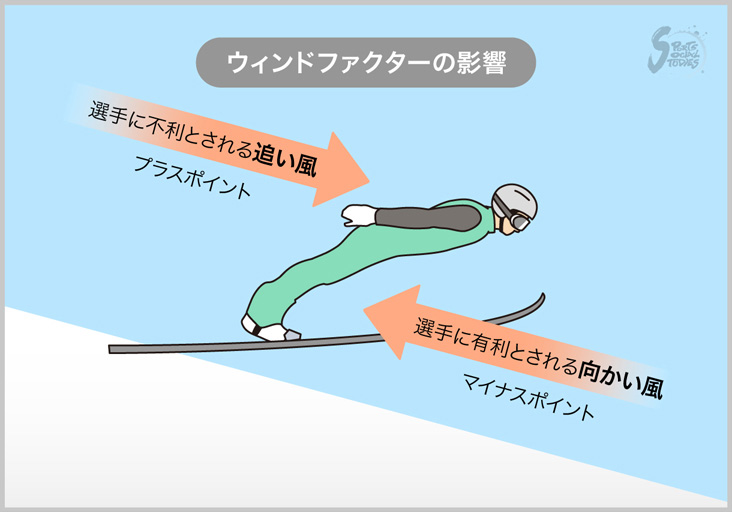 ウィンドファクターの影響
SPORTS
SOCIAL
STORIES
選手に不利とされる追い風
プラスポイント
選手に有利とされる向かい風
マイナスポイント